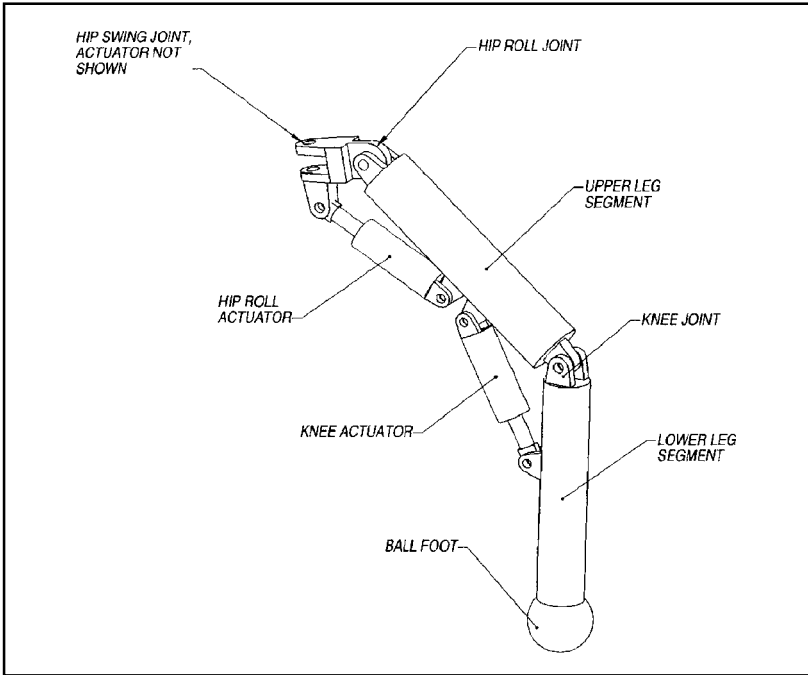 HIP SWING JOINT,
ACTUATOR NOT
SHOWN
HIP ROLL JOINT
UPPER LEG
SEGMENT
HIP ROLL
ACTUATOR
KNEE JOINT
KNEE ACTUATOR
LOWER LEG
SEGMENT
BALL FOOT